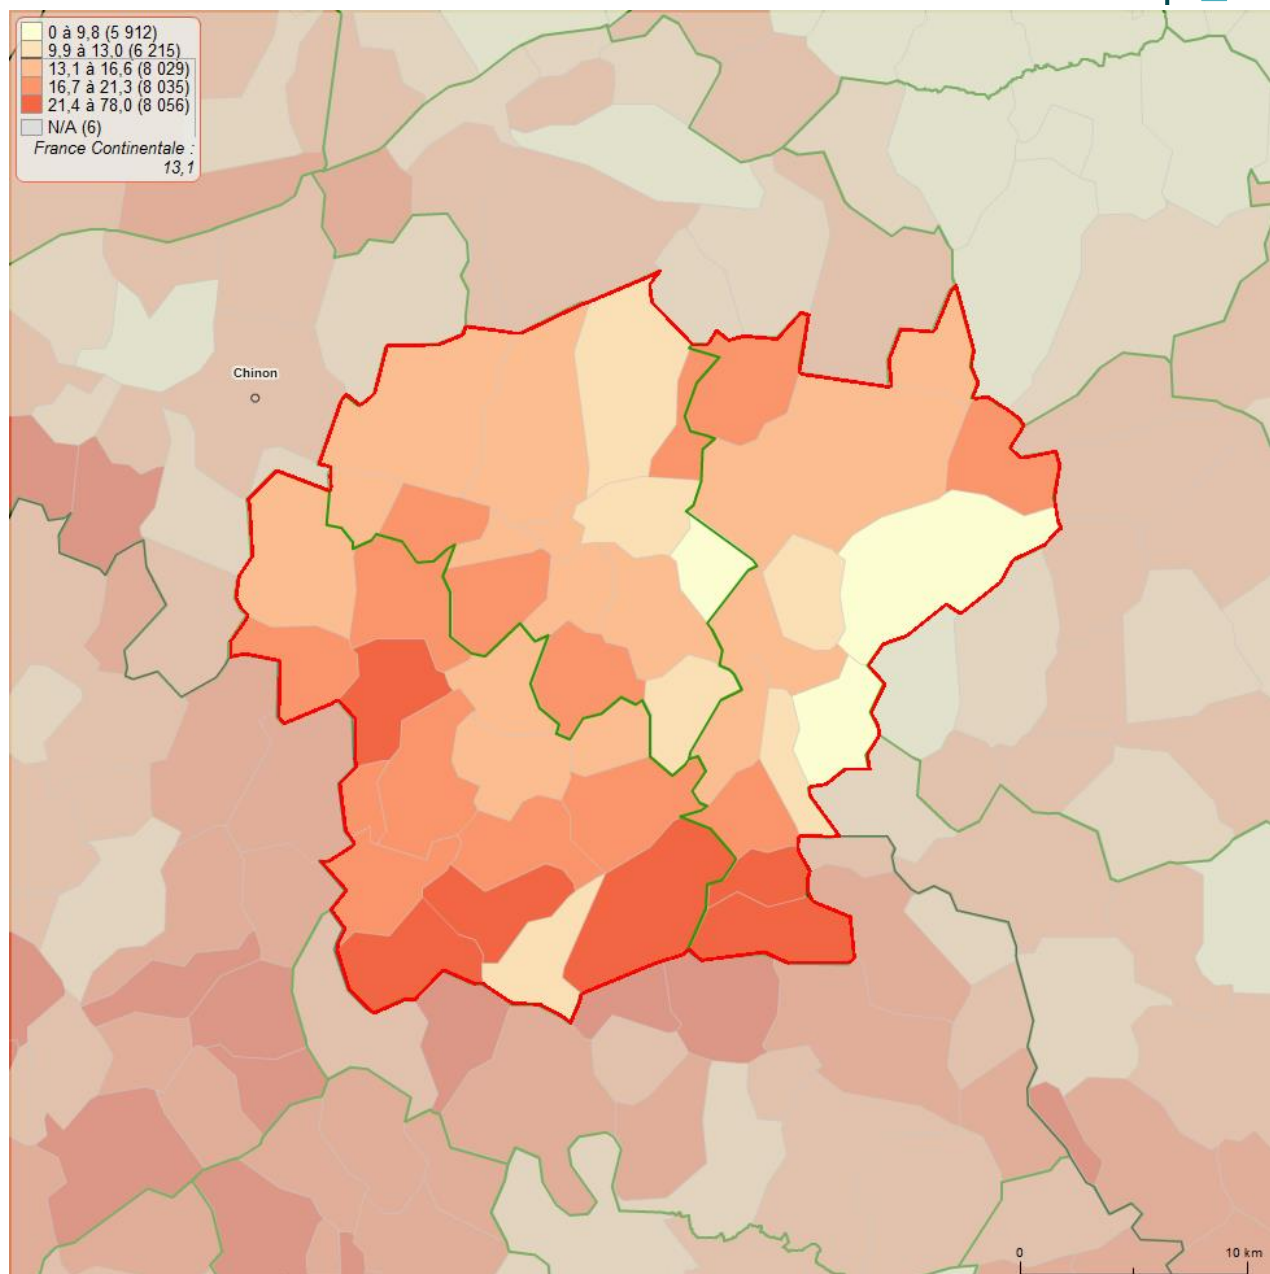 0 à 9,8 (5 912)
9,9 à 13,0 (6 215)
13,1 à 16,6 (8 029)
16,7 à 21,3 (8 035)
21,4 à 78,0 (8 056)
N/A (6)
France Continentale :
13,1
Chinon
0 10 km